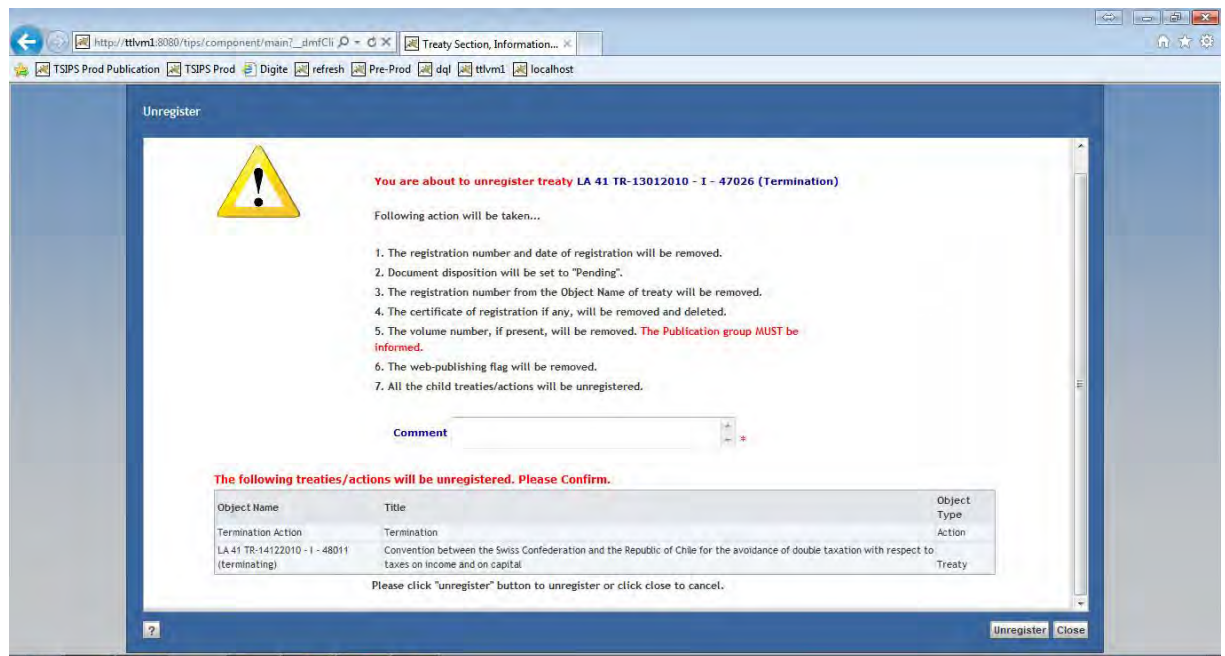 http://ttlvm1:8080/tips/component/main?__dmfCli
Treaty Section, Information...
TSIPS Prod Publication TSIPS Prod Digite refresh Pre-Prod dql ttlvm1 localhost
Unregister
You are about to unregister treaty LA 41 TR-13012010 - I - 47026 (Termination)
Following action will be taken...
1. The registration number and date of registration will be removed.
2. Document disposition will be set to "Pending".
3. The registration number from the Object Name of treaty will be removed.
4. The certificate of registration if any, will be removed and deleted.
5. The volume number, if present, will be removed. The Publication group MUST be
informed.
6. The web-publishing flag will be removed.
7. All the child treaties/actions will be unregistered.
Comment *
The following treaties/actions will be unregistered. Please Confirm.
Object Name Title Object
Type
Termination Action Termination Action
LA 41 TR-14122010 - I - 48011 Convention between the Swiss Confederation and the Republic of Chile for the avoidance of double taxation with respect to
(terminating) taxes on income and on capital Treaty
Please click "unregister" button to unregister or click close to cancel.
? Unregister Close